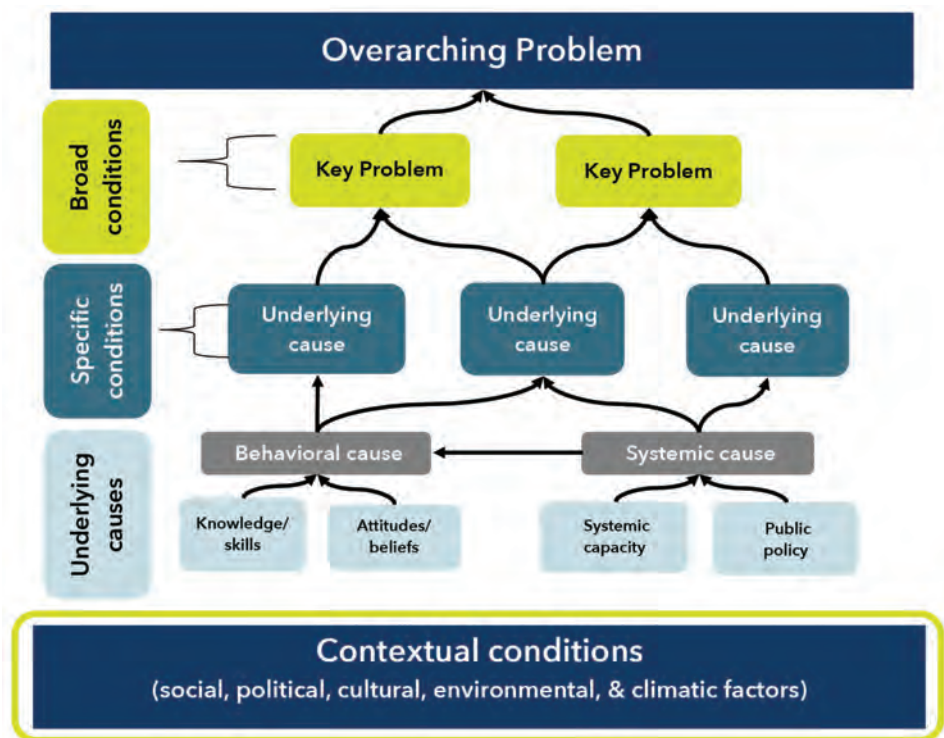 Overarching Problem
Broad
conditions
Key Problem
Key Problem
Specific
conditions
Underlying
cause
Underlying
cause
Underlying
cause
Underlying
causes
Behavioral cause
Systemic cause
Knowledge/
skills
Attitudes/
beliefs
Systemic
capacity
Public
policy
Contextual conditions
(social, political, cultural, environmental, & climatic factors)